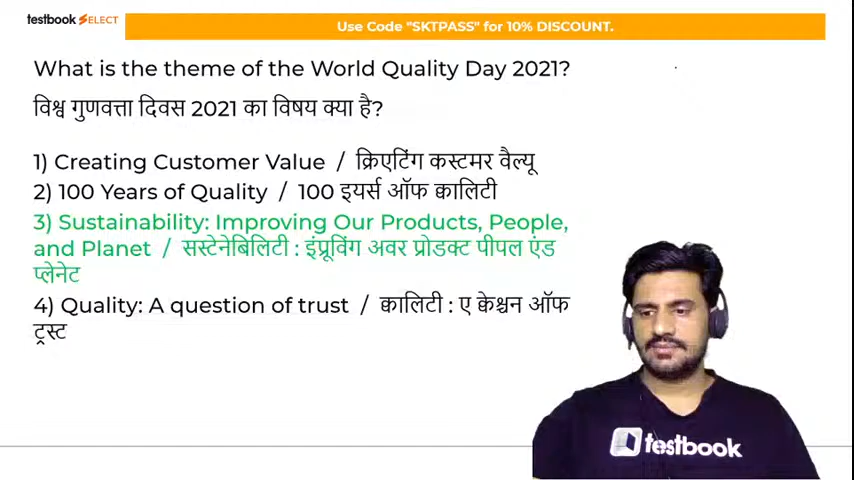 testbook SELECT
Use Code "SKTPASS" for 10% DISCOUNT.
What is the theme of the World Quality Day 2021?
विश्व गुणवत्ता दिवस 2021 का विषय क्या है?
1) Creating Customer Value / क्रिएटिंग कस्टमर वैल्यू
2) 100 Years of Quality / 100 इयर्स ऑफ क्वालिटी
3) Sustainability: Improving Our Products, People,
and Planet / सस्टेनेबिलिटी : इंप्रूविंग अवर प्रोडक्ट पीपल एंड
प्लेनेट
4) Quality: A question of trust / क्वालिटी : ए केश्चन ऑफ
ट्रस्ट
testbook